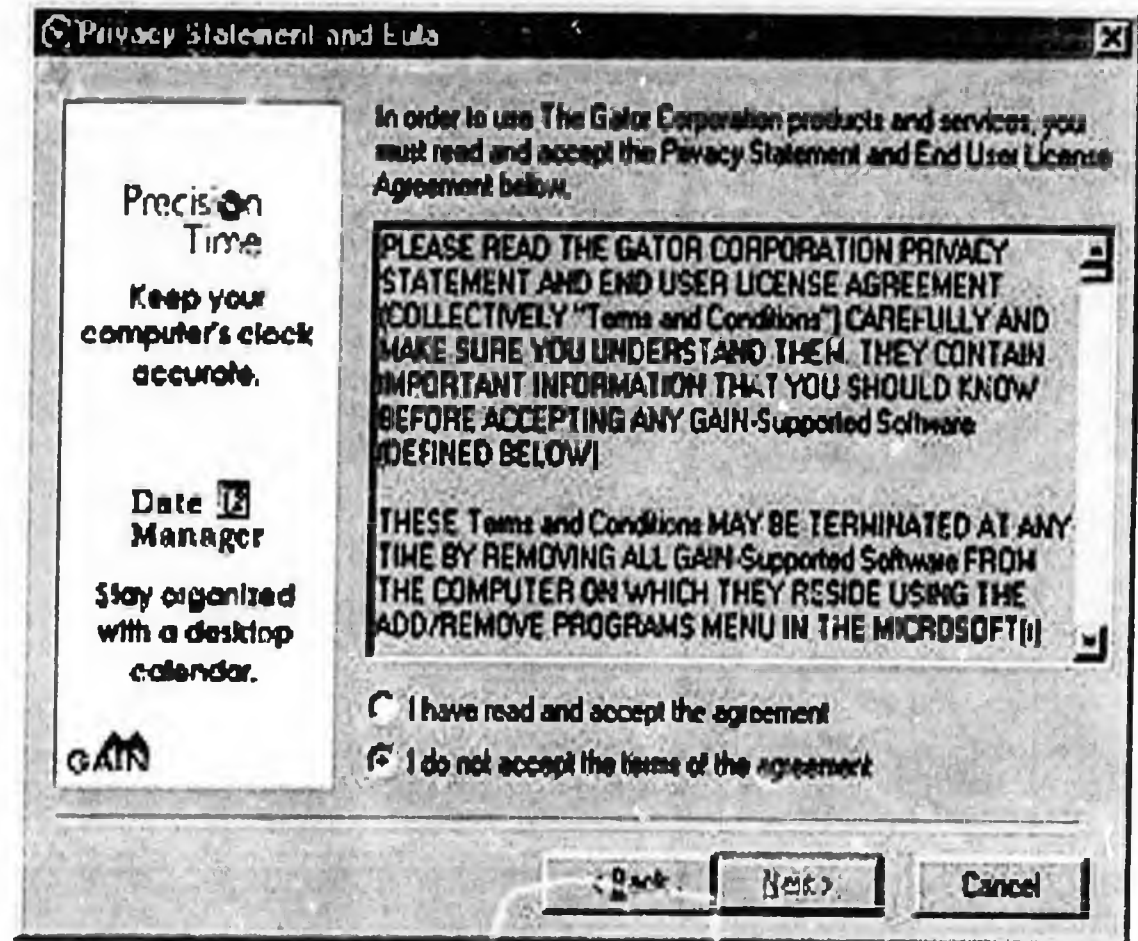 Privacy Statement and Eula
In order to use The Gator Corporation products and services, you
must read and accept the Privacy Statement and End User License
Agreement below.
Precision
Time
Keep your
computer's clock
accurate.
Date 12
Manager
Stay organized
with a desktop
calendar.
GAIN
PLEASE READ THE GATOR CORPORATION PRIVACY
STATEMENT AND END USER LICENSE AGREEMENT
(COLLECTIVELY "Terms and Conditions") CAREFULLY AND
MAKE SURE YOU UNDERSTAND THEM. THEY CONTAIN
IMPORTANT INFORMATION THAT YOU SHOULD KNOW
BEFORE ACCEPTING ANY GAIN-Supported Software
(DEFINED BELOW)
THESE Terms and Conditions MAY BE TERMINATED AT ANY
TIME BY REMOVING ALL GAIN-Supported Software FROM
THE COMPUTER ON WHICH THEY RESIDE USING THE
ADD/REMOVE PROGRAMS MENU IN THE MICROSOFT(r)
I have read and accept the agreement
I do not accept the terms of the agreement
< Back
Next >
Cancel